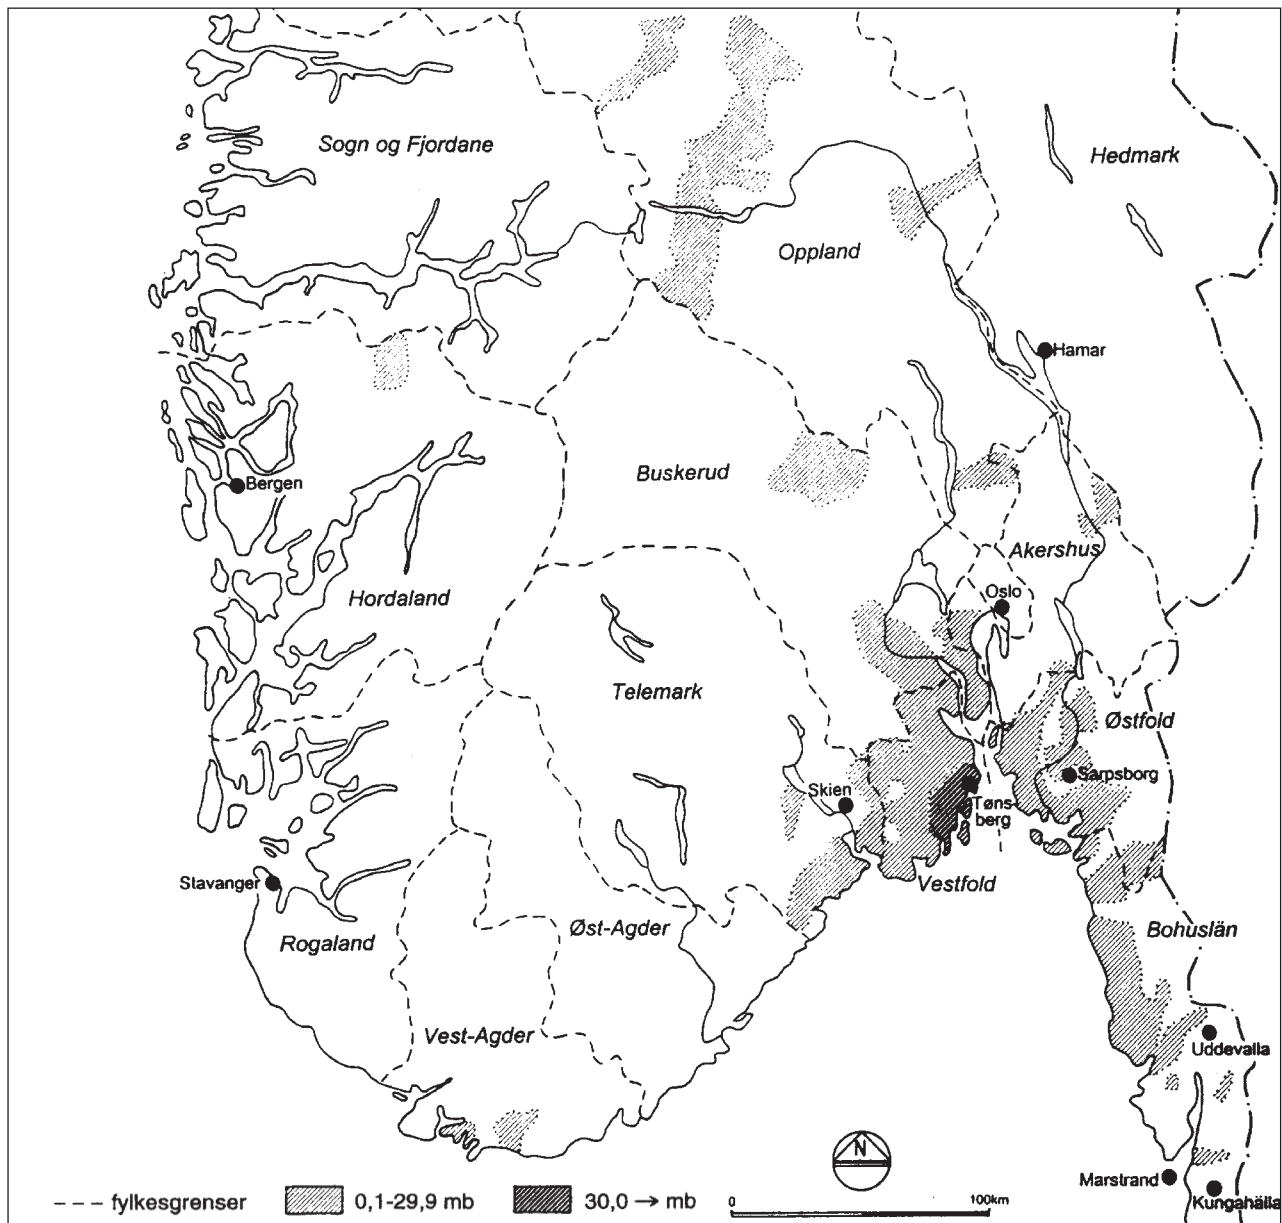 Sogn og Fjordane
Hedmark
Oppland
Hamar
Buskerud
Bergen
Akershus
Oslo
Hordaland
Telemark
Østfold
Sarpsborg
Skien
Tøns-
berg
Stavanger
Vestfold
Øst-Agder
Bohuslän
Rogaland
Vest-Agder
Uddevalla
N
Marstrand
Kungahälla
fylkesgrenser
0,1-29,9 mb
30,0 → mb
0
100km